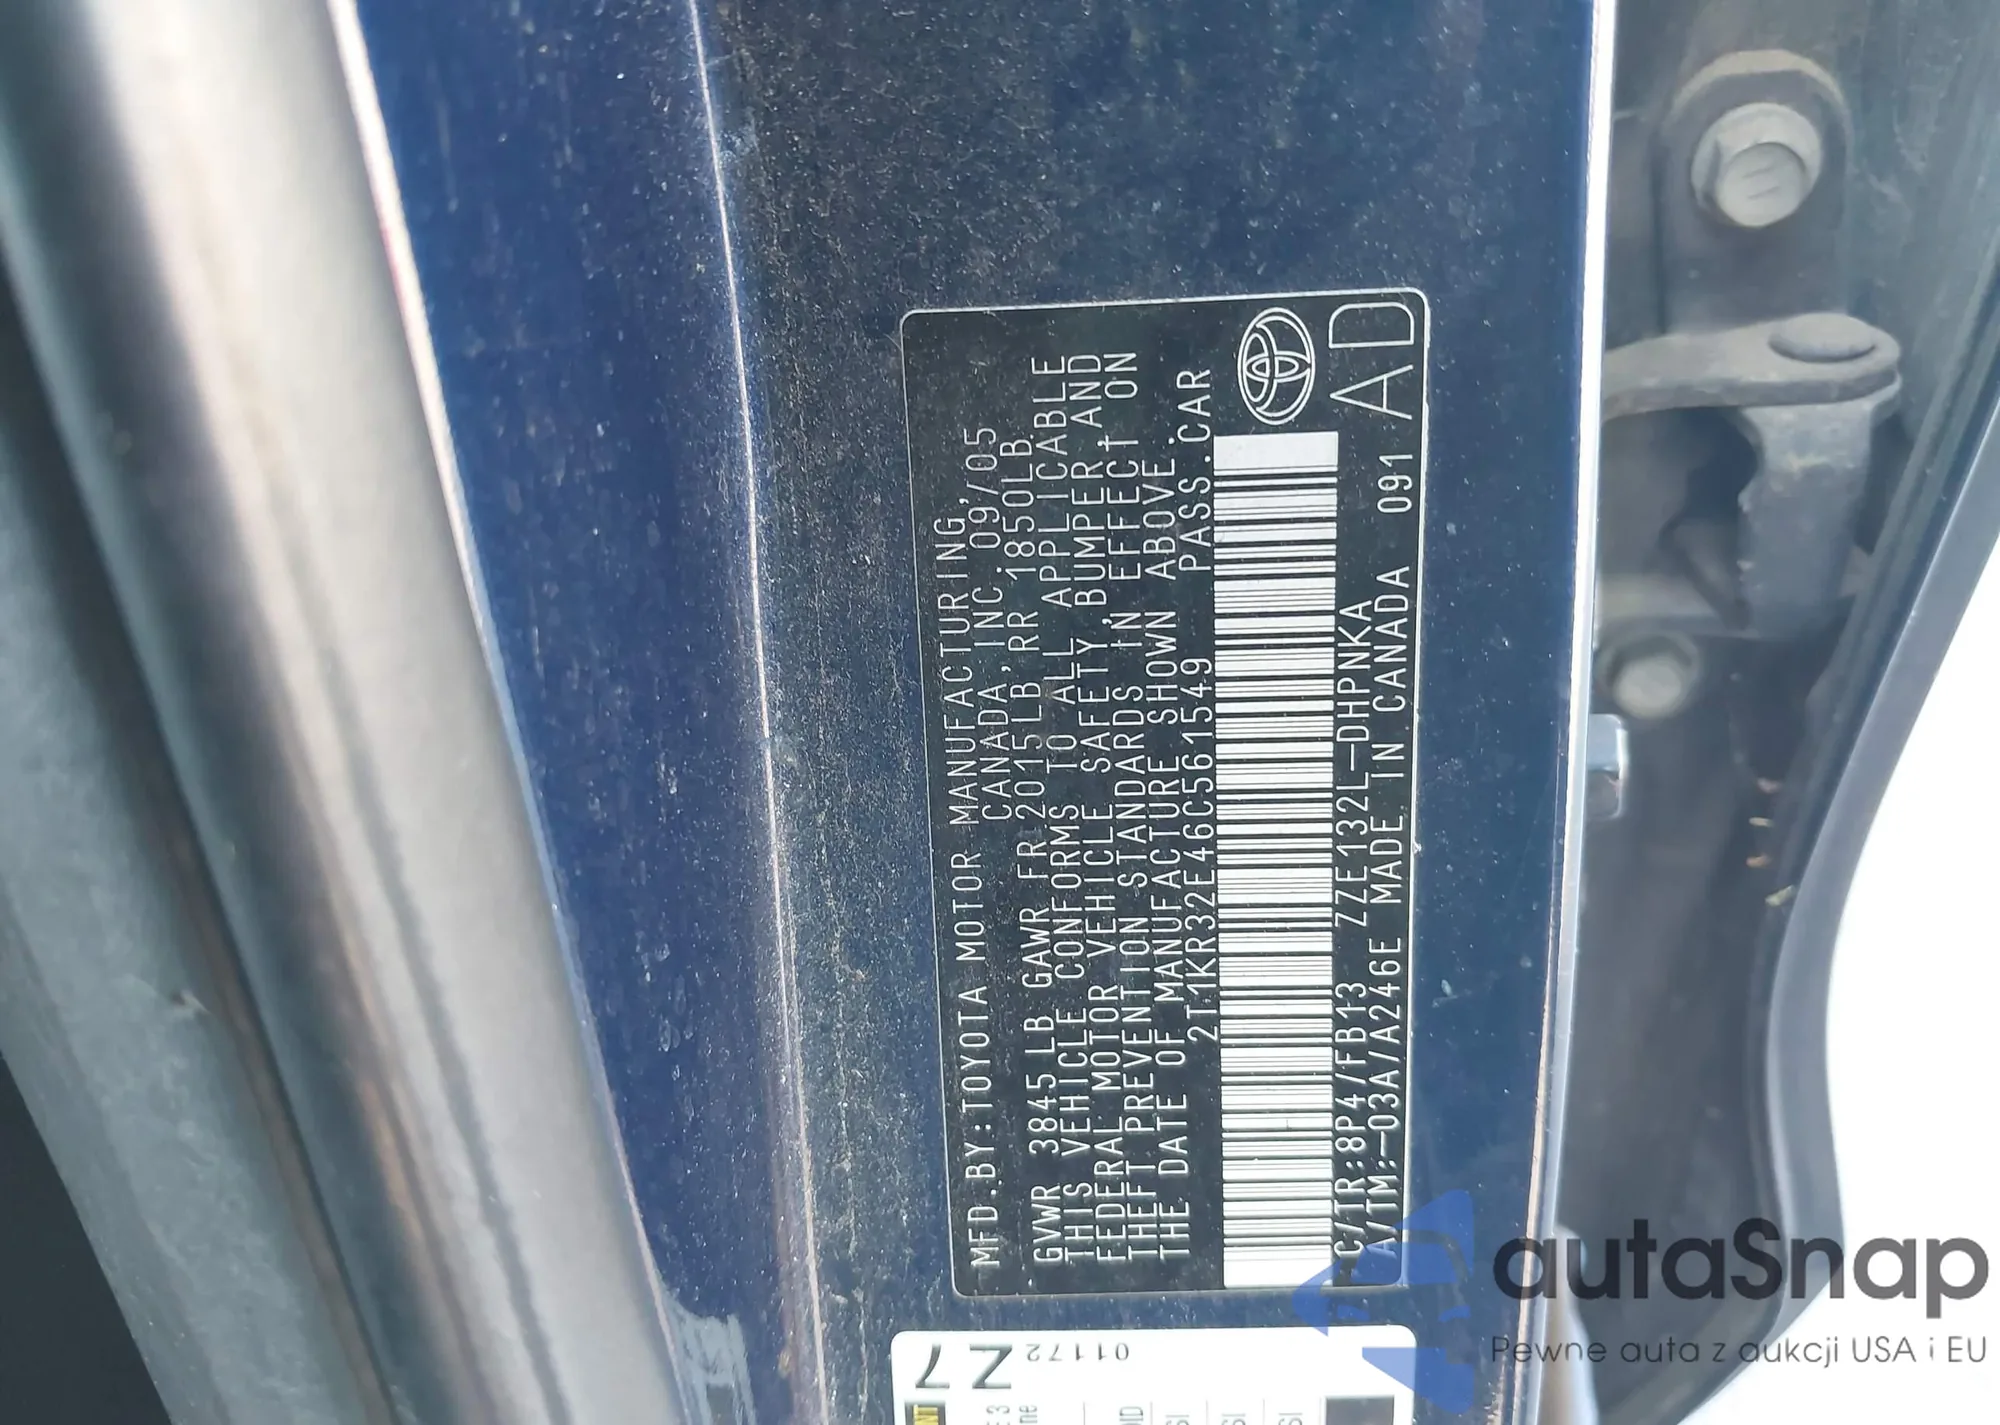 MFD.BY:TOYOTA MOTOR MANUFACTURING,
CANADA, INC. 09/05
GVWR 3845LB GAWR FR 2015LB, RR 1850LB.
THIS VEHICLE CONFORMS TO ALL APPLICABLE
FEDERAL MOTOR VEHICLE SAFETY, BUMPER, AND
THEFT PREVENTION STANDARDS IN EFFECT ON
THE DATE OF MANUFACTURE SHOWN ABOVE.
2T1KR32E46C561549 PASS.CAR
C/TR:8P4/FB13 ZZE132L-DHPNKA
A/TM:-03A/A246E MADE IN CANADA 091 AD
Z7
01172
autaSnap
Pewne auta z aukcji USA i EU